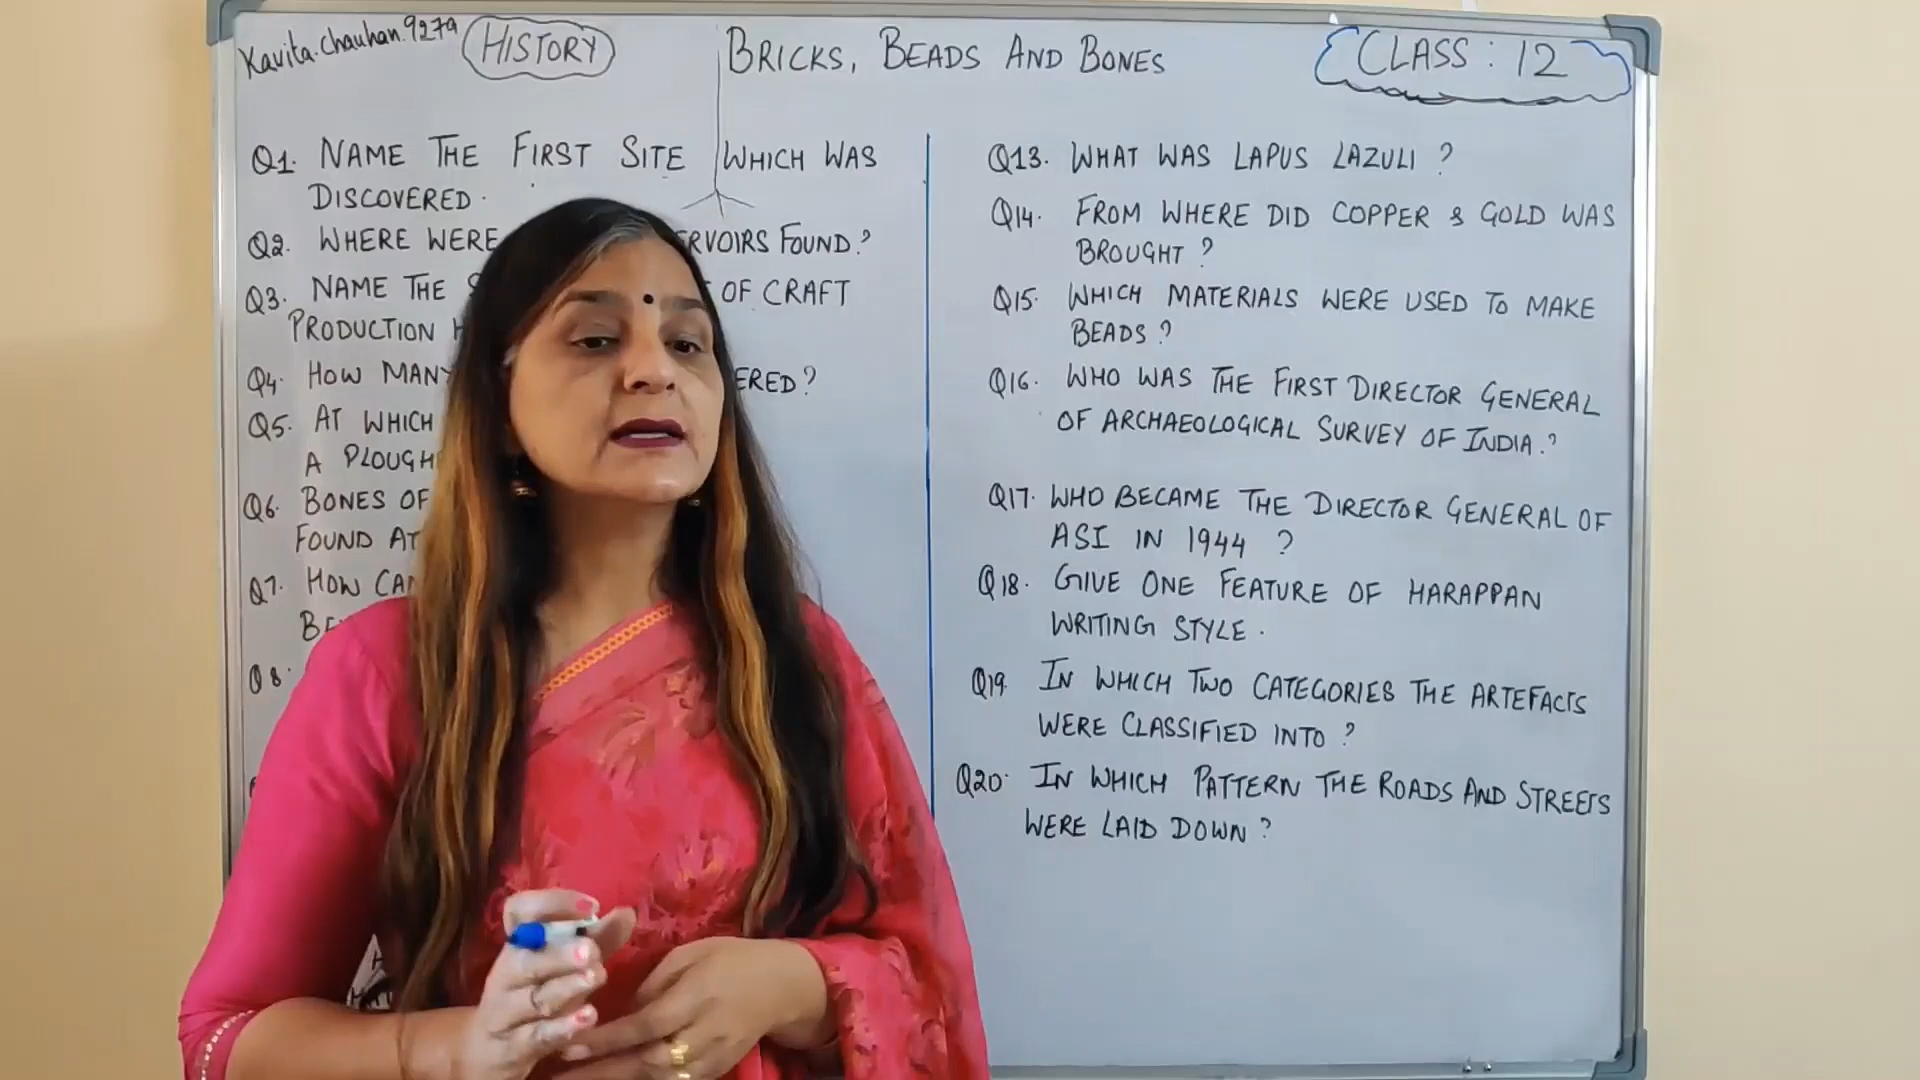 Kavita.Chauhan.9279
HISTORY
BRICKS, BEADS AND BONES
CLASS : 12
Q1. NAME THE FIRST SITE WHICH WAS
DISCOVERED.
Q2. WHERE WERE RVOIRS FOUND?
Q3. NAME THE OF CRAFT
PRODUCTION
Q4. HOW MANY ERED?
Q5. AT WHICH
A PLOUGH
Q6. BONES OF
FOUND AT
Q7. HOW CA
BE
Q8.
Q13. WHAT WAS LAPUS LAZULI ?
Q14. FROM WHERE DID COPPER & GOLD WAS
BROUGHT ?
Q15. WHICH MATERIALS WERE USED TO MAKE
BEADS ?
Q16. WHO WAS THE FIRST DIRECTOR GENERAL
OF ARCHAEOLOGICAL SURVEY OF INDIA.?
Q17. WHO BECAME THE DIRECTOR GENERAL OF
ASI IN 1944 ?
Q18. GIVE ONE FEATURE OF HARAPPAN
WRITING STYLE.
Q19. IN WHICH TWO CATEGORIES THE ARTEFACTS
WERE CLASSIFIED INTO ?
Q20. IN WHICH PATTERN THE ROADS AND STREETS
WERE LAID DOWN ?